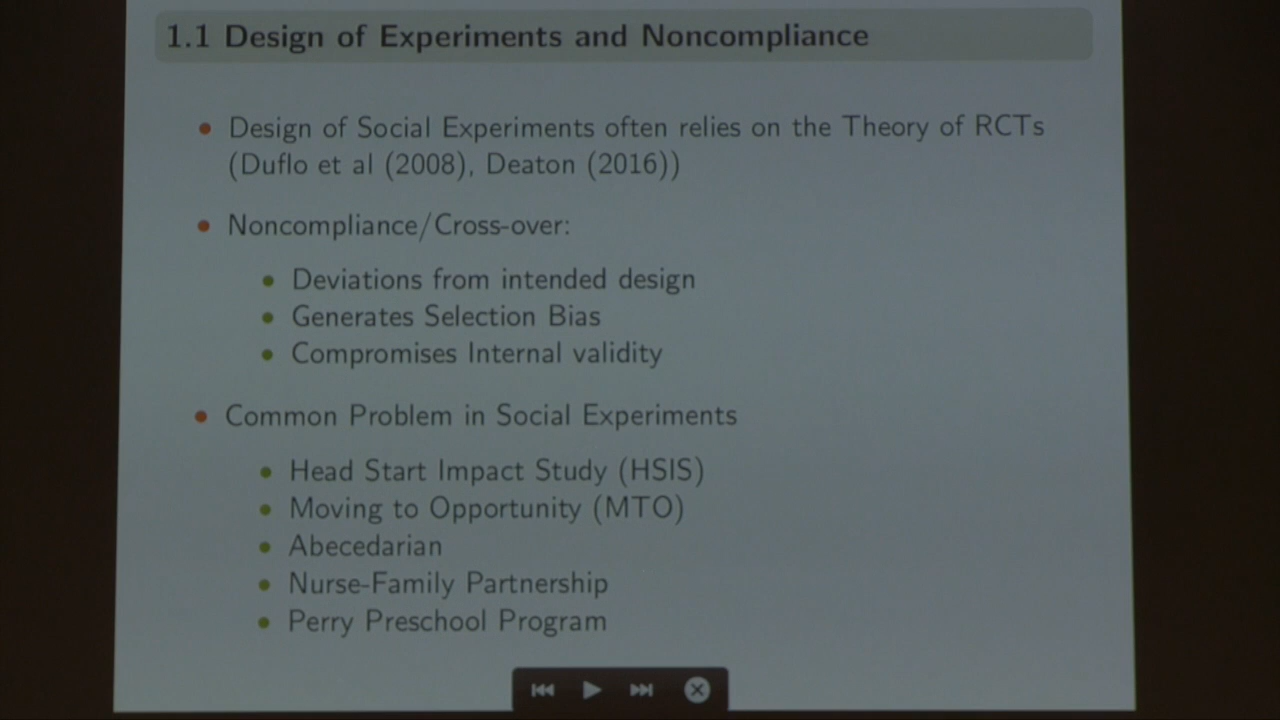 1.1 Design of Experiments and Noncompliance
Design of Social Experiments often relies on the Theory of RCTs
(Duflo et al (2008), Deaton (2016))
Noncompliance/Cross-over:
Deviations from intended design
Generates Selection Bias
Compromises Internal validity
Common Problem in Social Experiments
Head Start Impact Study (HSIS)
Moving to Opportunity (MTO)
Abecedarian
Nurse-Family Partnership
Perry Preschool Program